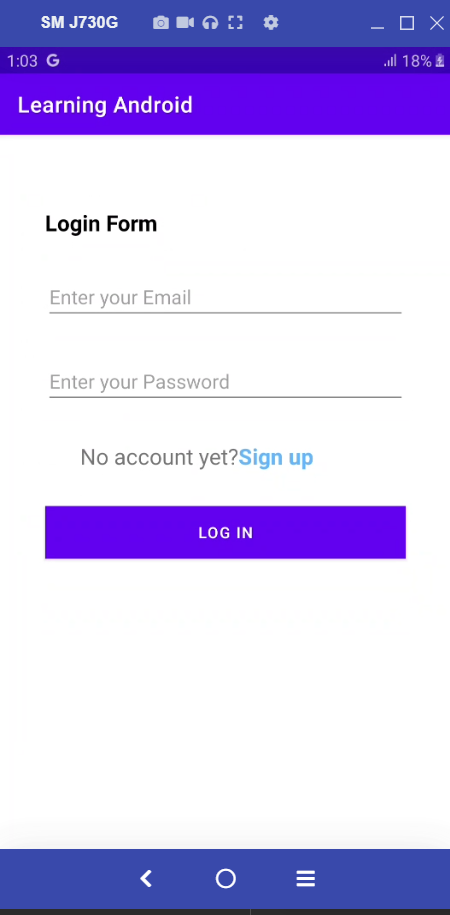 SM J730G
1:03 G 18%
Learning Android
Login Form
Enter your Email
Enter your Password
No account yet?Sign up
LOG IN